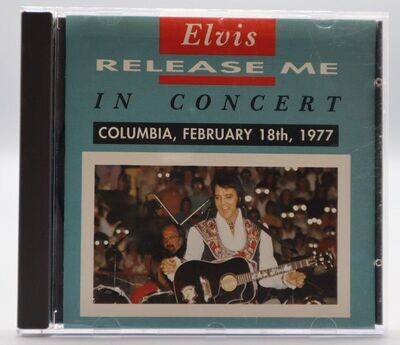 Elvis
RELEASE ME
IN CONCERT
COLUMBIA, FEBRUARY 18th, 1977